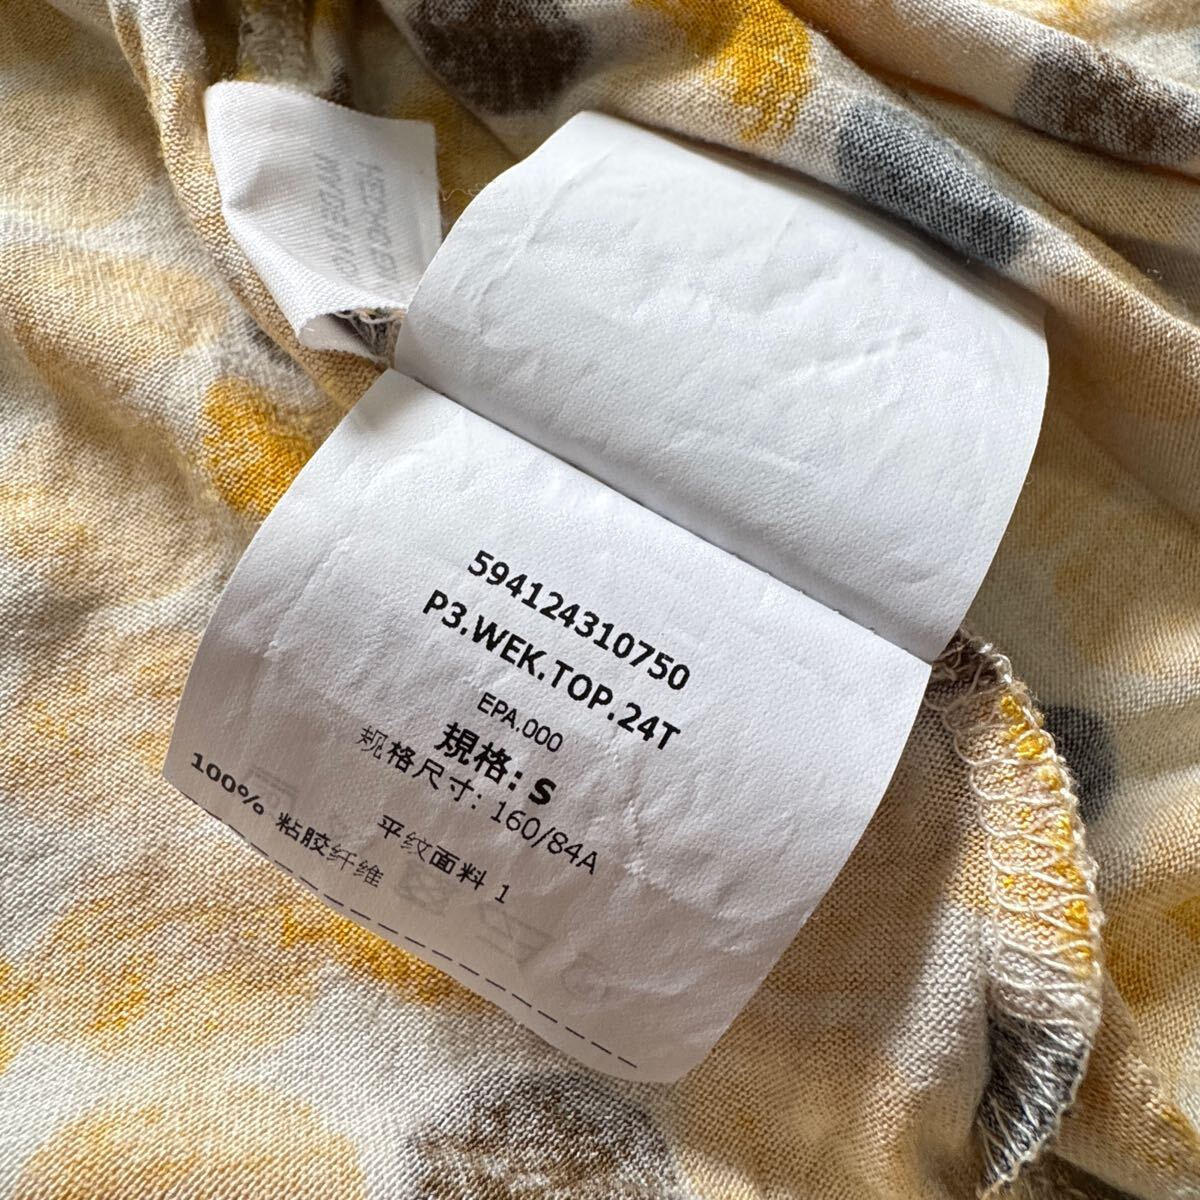 594124310750
P3.WEK.TOP.24T
EPA.000
規格: S
规格尺寸: 160/84A
平纹面料 1
100% 粘胶纤维